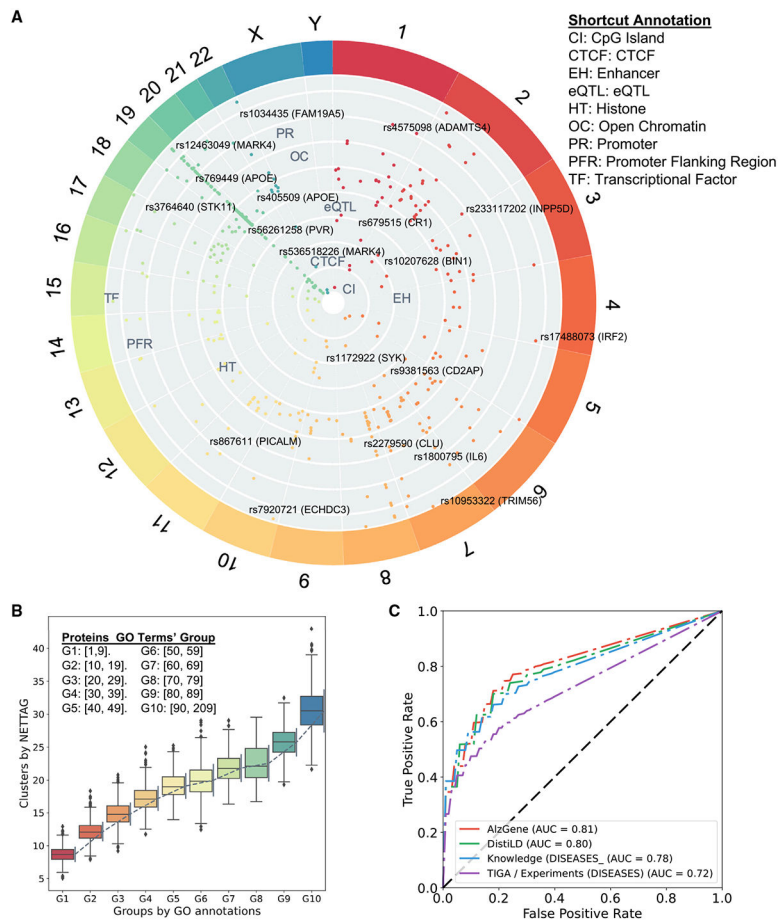 A
X
Y
1
2
3
4
5
6
7
8
9
10
11
12
13
14
15
16
17
18
19
20
21
22
Shortcut Annotation
CI: CpG Island
CTCF: CTCF
EH: Enhancer
eQTL: eQTL
HT: Histone
OC: Open Chromatin
PR: Promoter
PFR: Promoter Flanking Region
TF: Transcriptional Factor
rs1034435 (FAM19A5)
PR
rs4575098 (ADAMTS4)
rs12463049 (MARK4)
OC
rs769449 (APOE)
rs405509 (APOE)
rs3764640 (STK11)
eQTL
rs233117202 (INPP5D)
rs679515 (CR1)
rs56261258 (PVR)
rs536518226 (MARK4)
CTCF
rs10207628 (BIN1)
CI
EH
TF
PFR
rs17488073 (IRF2)
rs1172922 (SYK)
HT
rs9381563 (CD2AP)
rs867611 (PICALM)
rs2279590 (CLU)
rs1800795 (IL6)
rs10953322 (TRIM56)
rs7920721 (ECHDC3)
B
Proteins GO Terms' Group
G1: [1,9]. G6: [50, 59]
G2: [10, 19]. G7: [60, 69]
G3: [20, 29]. G8: [70, 79]
G4: [30, 39]. G9: [80, 89]
G5: [40, 49]. G10: [90, 209]
Clusters by NETTAG
40
35
30
25
20
15
10
5
G1 G2 G3 G4 G5 G6 G7 G8 G9 G10
Groups by GO annotations
C
True Positive Rate
1.0
0.8
0.6
0.4
0.2
0.0
AlzGene (AUC = 0.81)
DistiLD (AUC = 0.80)
Knowledge (DISEASES_ (AUC = 0.78)
TIGA / Experiments (DISEASES) (AUC = 0.72)
0.0 0.2 0.4 0.6 0.8 1.0
False Positive Rate